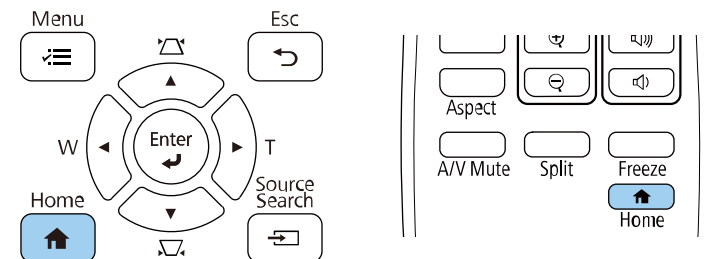 Menu
Esc
W
Enter
T
Home
Source
Search
Aspect
A/V Mute
Split
Freeze
Home